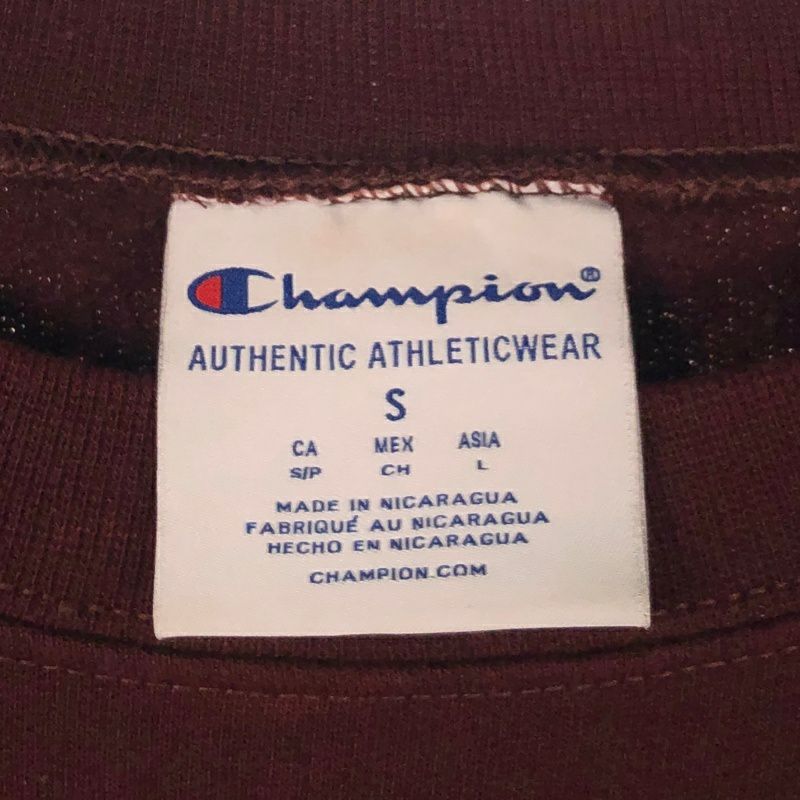 Champion®
AUTHENTIC ATHLETICWEAR
S
CA MEX ASIA
S/P CH L
MADE IN NICARAGUA
FABRIQUÉ AU NICARAGUA
HECHO EN NICARAGUA
CHAMPION.COM